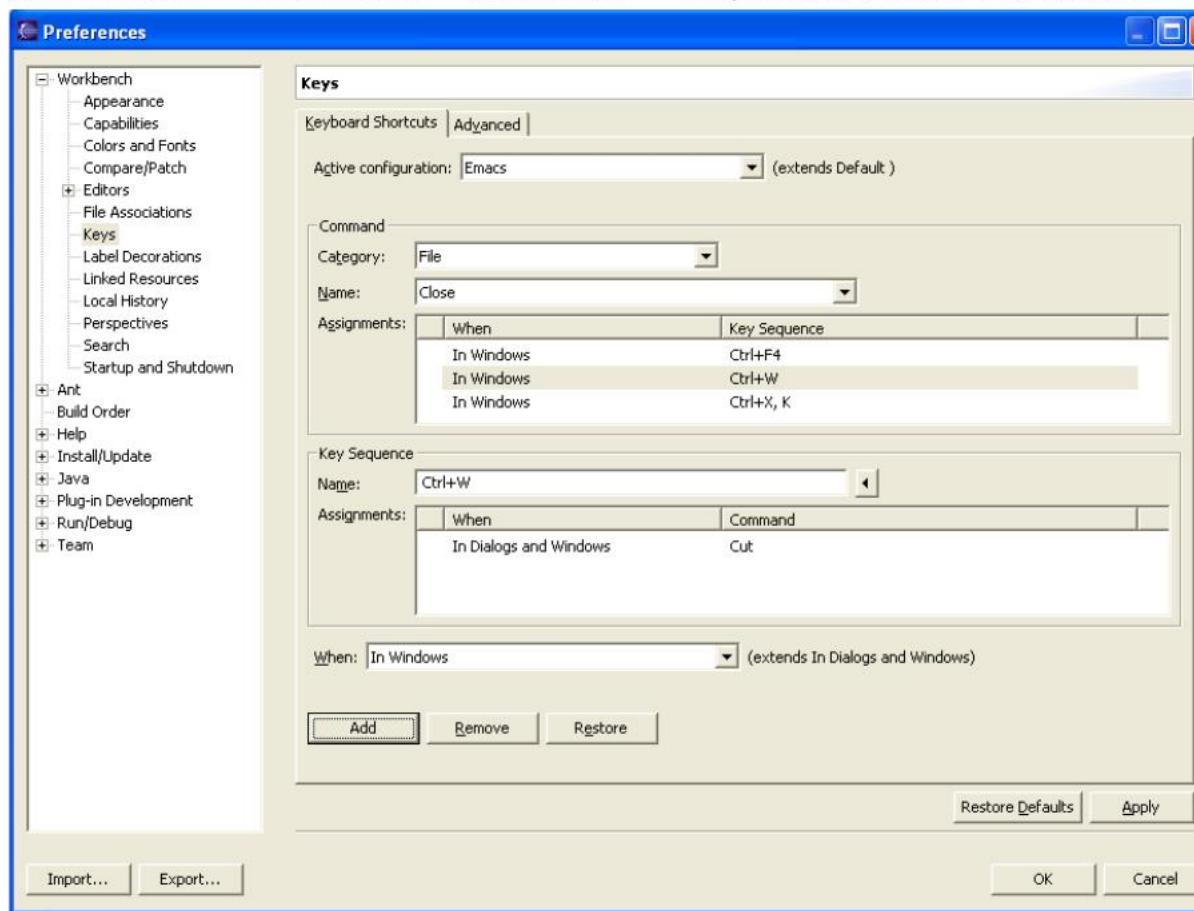 Preferences
Workbench
Appearance
Capabilities
Colors and Fonts
Compare/Patch
Editors
File Associations
Keys
Label Decorations
Linked Resources
Local History
Perspectives
Search
Startup and Shutdown
Ant
Build Order
Help
Install/Update
Java
Plug-in Development
Run/Debug
Team
Keys
Keyboard Shortcuts Advanced
Active configuration: Emacs (extends Default )
Command
Category: File
Name: Close
Assignments: When Key Sequence
In Windows Ctrl+F4
In Windows Ctrl+W
In Windows Ctrl+X, K
Key Sequence
Name: Ctrl+W
Assignments: When Command
In Dialogs and Windows Cut
When: In Windows (extends In Dialogs and Windows)
Add Remove Restore
Restore Defaults Apply
Import... Export... OK Cancel